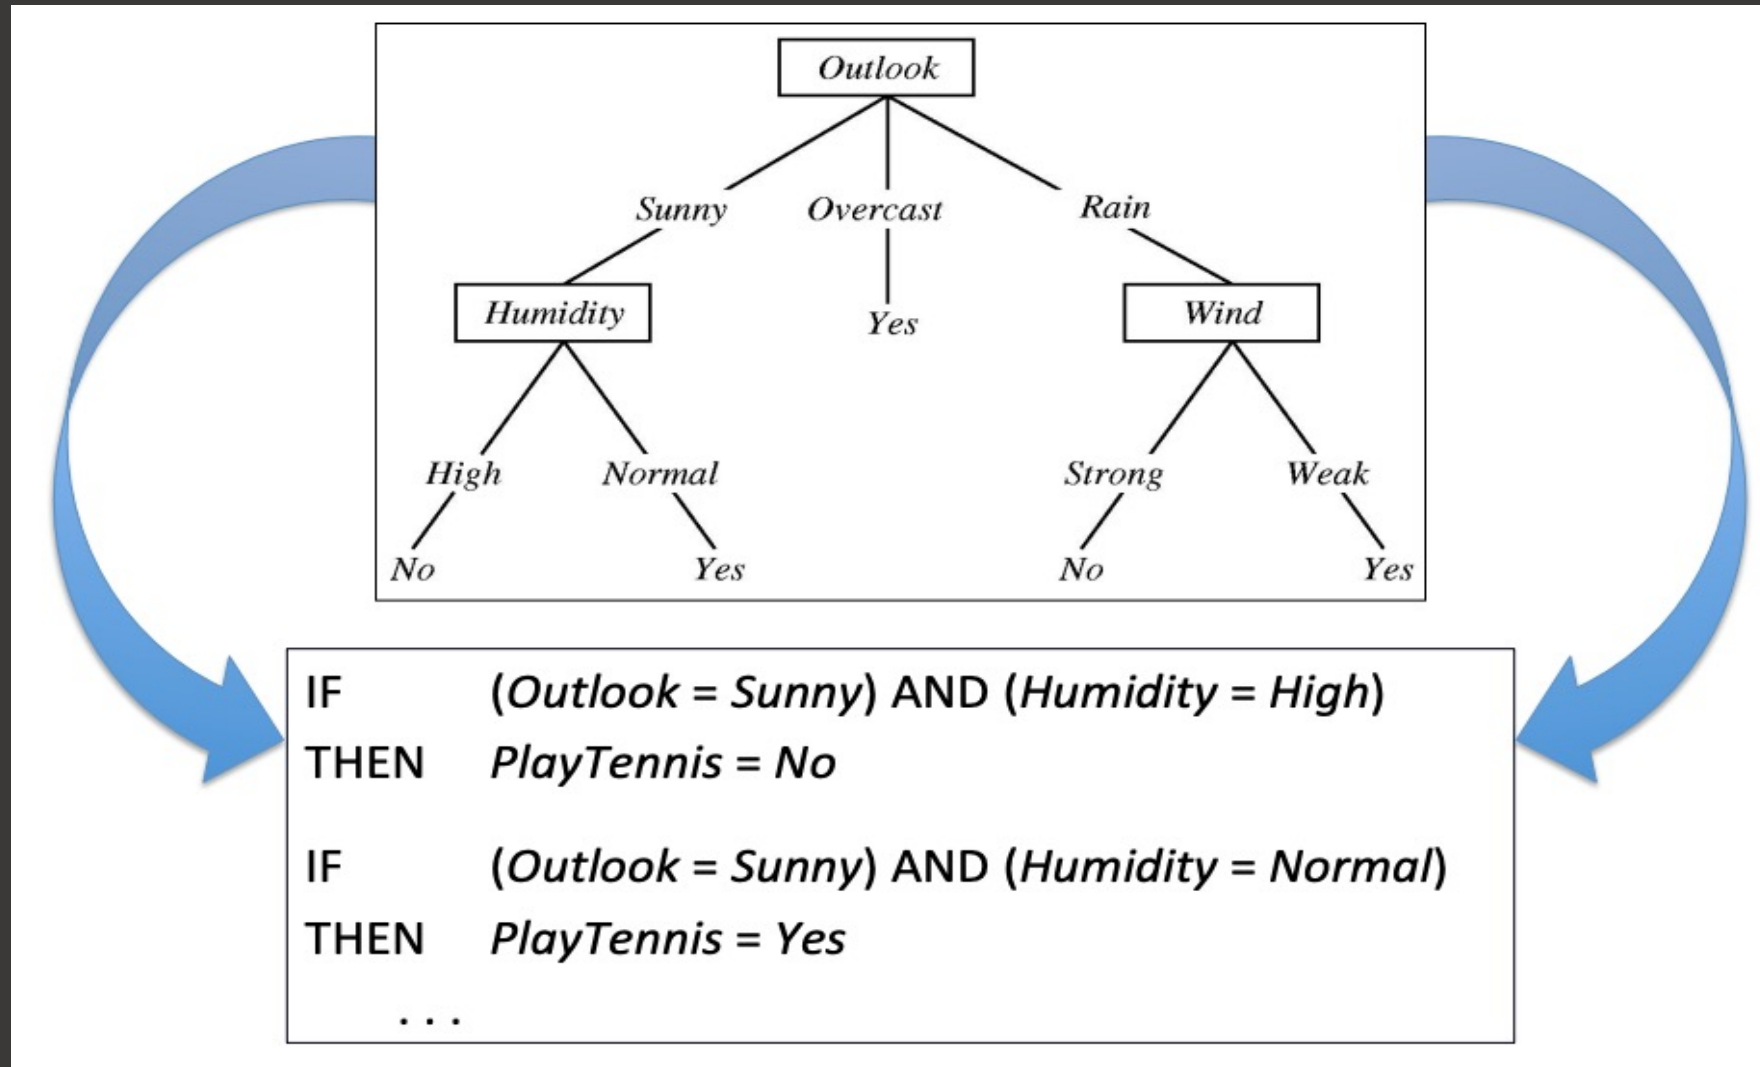 Outlook
Sunny Overcast Rain
Humidity Yes Wind
High Normal Strong Weak
No Yes No Yes
IF (Outlook = Sunny) AND (Humidity = High)
THEN PlayTennis = No
IF (Outlook = Sunny) AND (Humidity = Normal)
THEN PlayTennis = Yes
. . .